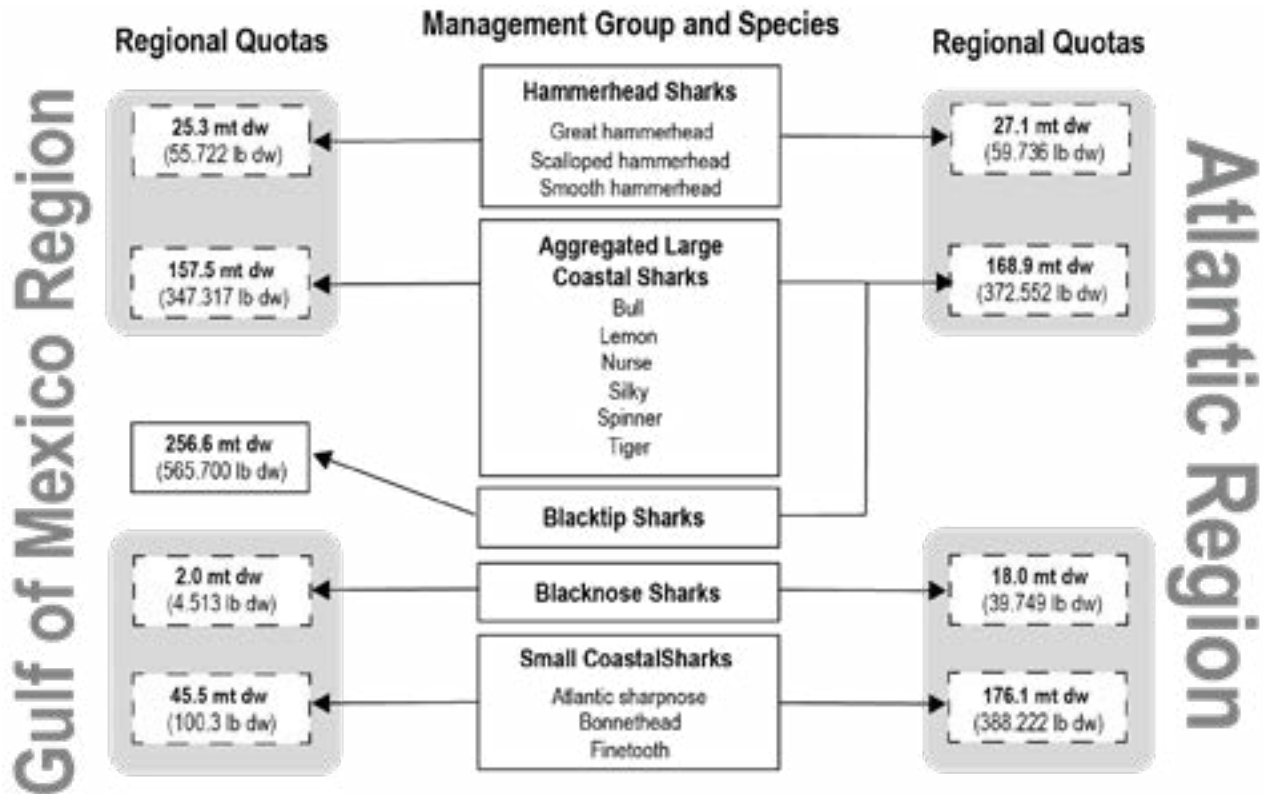 Management Group and Species
Regional Quotas
Regional Quotas
Gulf of Mexico Region
25.3 mt dw
(55.722 lb dw)
157.5 mt dw
(347.317 lb dw)
256.6 mt dw
(565.700 lb dw)
2.0 mt dw
(4.513 lb dw)
45.5 mt dw
(100.3 lb dw)
Hammerhead Sharks
Great hammerhead
Scalloped hammerhead
Smooth hammerhead
Aggregated Large
Coastal Sharks
Bull
Lemon
Nurse
Silky
Spinner
Tiger
Blacktip Sharks
Blacknose Sharks
Small CoastalSharks
Atlantic sharpnose
Bonnethead
Finetooth
27.1 mt dw
(59.736 lb dw)
168.9 mt dw
(372.552 lb dw)
18.0 mt dw
(39.749 lb dw)
176.1 mt dw
(388.222 lb dw)
Atlantic Region